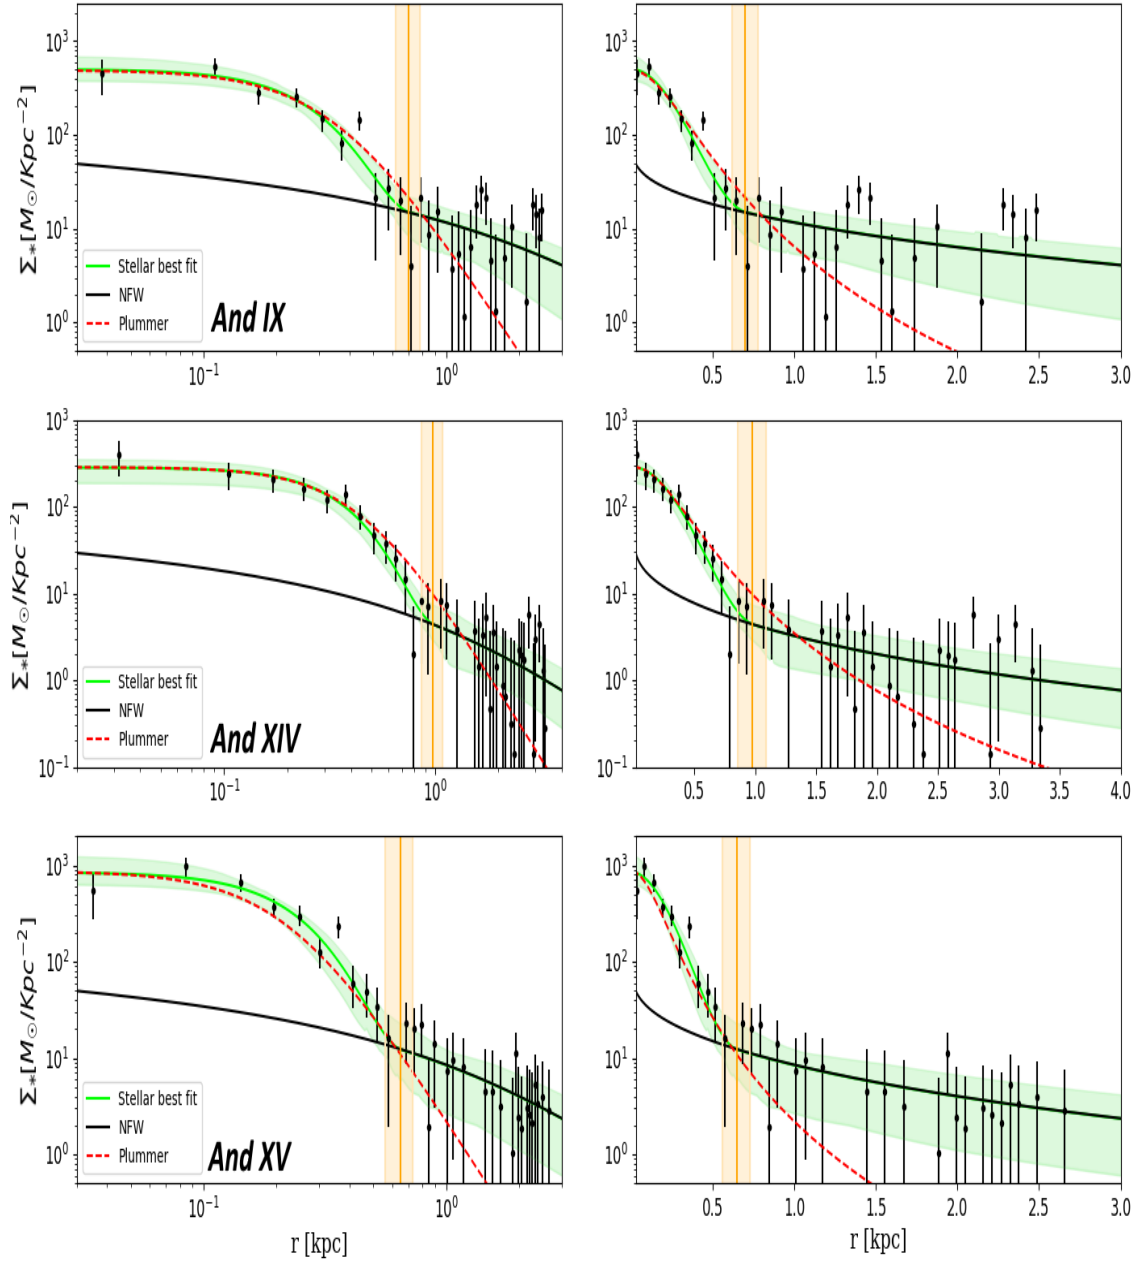 10³
10²
10¹
10⁰
Σ*[M⊙/Kpc⁻²]
Stellar best fit
NFW
Plummer
And IX
10⁻¹ 10⁰
10³
10²
10¹
10⁰
0.5 1.0 1.5 2.0 2.5 3.0
10³
10²
10¹
10⁰
10⁻¹
Σ*[M⊙/Kpc⁻²]
Stellar best fit
NFW
Plummer
And XIV
10⁻¹ 10⁰
10³
10²
10¹
10⁰
10⁻¹
0.5 1.0 1.5 2.0 2.5 3.0 3.5 4.0
10³
10²
10¹
10⁰
Σ*[M⊙/Kpc⁻²]
Stellar best fit
NFW
Plummer
And XV
10⁻¹ 10⁰
r [kpc]
10³
10²
10¹
10⁰
0.5 1.0 1.5 2.0 2.5 3.0
r [kpc]